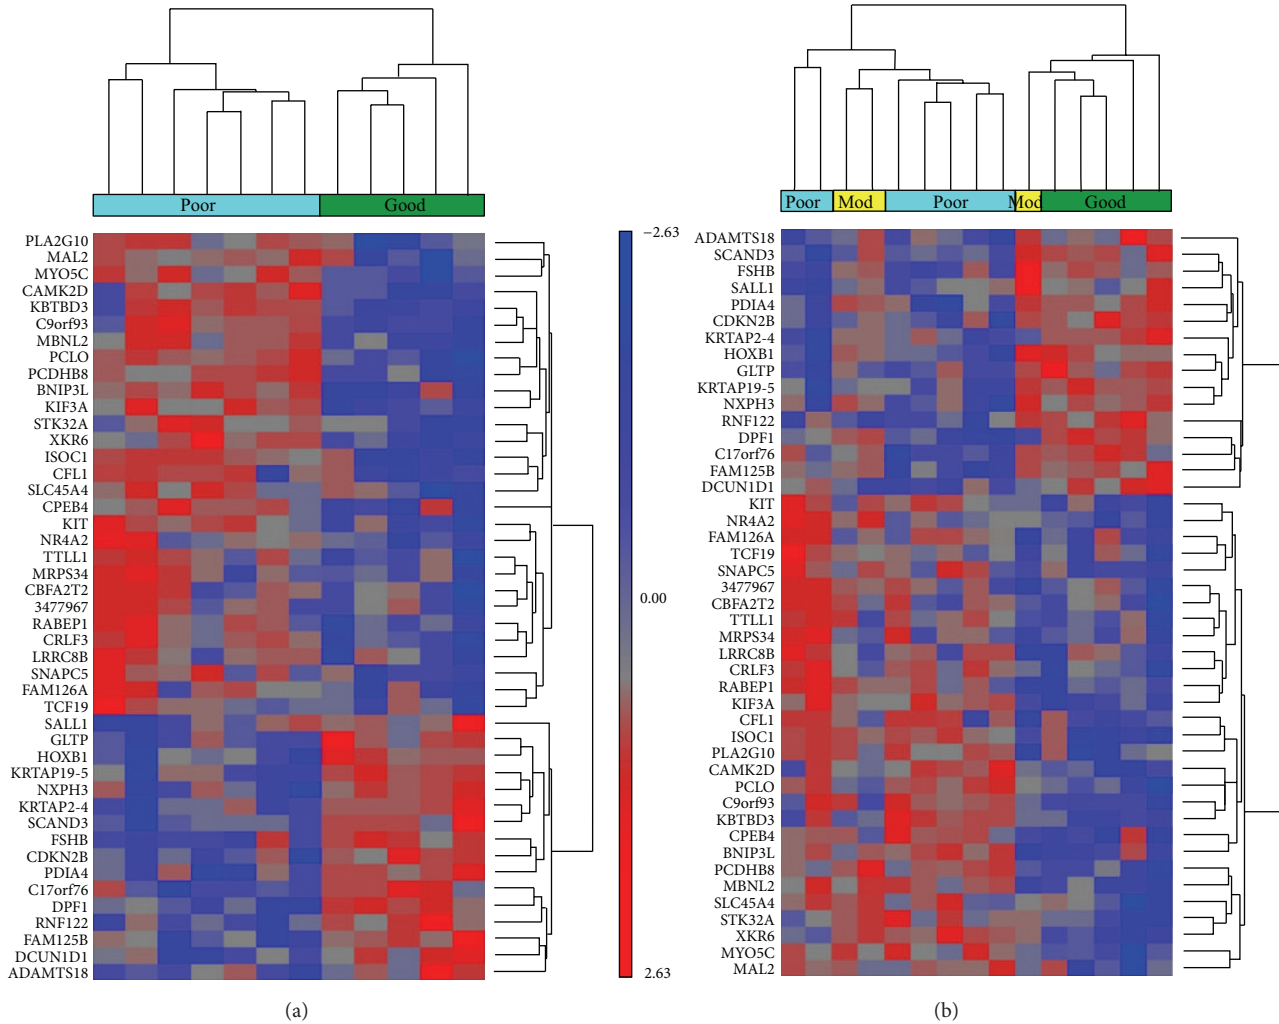 Poor Good
PLA2G10
MAL2
MYO5C
CAMK2D
KBTBD3
C9orf93
MBNL2
PCLO
PCDHB8
BNIP3L
KIF3A
STK32A
XKR6
ISOC1
CFL1
SLC45A4
CPEB4
KIT
NR4A2
TTLL1
MRPS34
CBFA2T2
3477967
RABEP1
CRLF3
LRRC8B
SNAPC5
FAM126A
TCF19
SALL1
GLTP
HOXB1
KRTAP19-5
NXPH3
KRTAP2-4
SCAND3
FSHB
CDKN2B
PDIA4
C17orf76
DPF1
RNF122
FAM125B
DCUN1D1
ADAMTS18
(a)
−2.63
0.00
2.63
Poor Mod Poor Mod Good
ADAMTS18
SCAND3
FSHB
SALL1
PDIA4
CDKN2B
KRTAP2-4
HOXB1
GLTP
KRTAP19-5
NXPH3
RNF122
DPF1
C17orf76
FAM125B
DCUN1D1
KIT
NR4A2
FAM126A
TCF19
SNAPC5
3477967
CBFA2T2
TTLL1
MRPS34
LRRC8B
CRLF3
RABEP1
KIF3A
CFL1
ISOC1
PLA2G10
CAMK2D
PCLO
C9orf93
KBTBD3
CPEB4
BNIP3L
PCDHB8
MBNL2
SLC45A4
STK32A
XKR6
MYO5C
MAL2
(b)